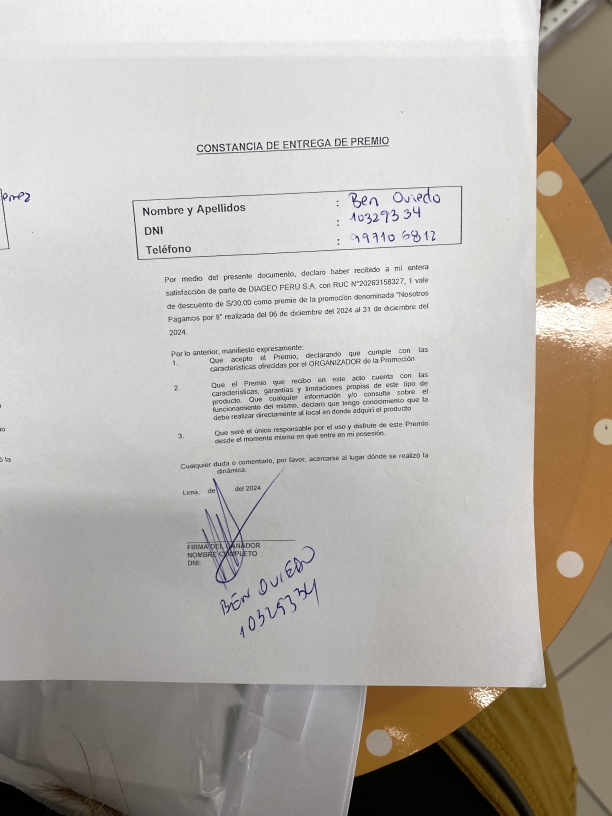 CONSTANCIA DE ENTREGA DE PREMIO
Nombre y Apellidos : Ben Oviedo
DNI : 10329334
Teléfono :
Por medio del presente documento, declaro haber recibido a mi entera
satisfacción de parte de DIAGEO PERÚ S.A. con RUC N°20263158327, 1 vale
de descuento de S/30.00 como premio de la promoción denominada "Nosotros
Pagamos por 8" realizada del 06 de diciembre del 2024 al 31 de diciembre del
2024.
Por lo anterior, manifiesto expresamente:
1. Que acepto el Premio, declarando que cumple con las
características ofrecidas por el ORGANIZADOR de la Promoción
2. Que el Premio que recibo en este acto cuenta con las
características, garantías y limitaciones propias de este tipo de
producto. Que cualquier información y/o consulta sobre el
funcionamiento del mismo, declaro que tengo conocimiento que la
debo realizar directamente al local en donde adquirí el producto
3. Que seré el único responsable por el uso y disfrute de este Premio
desde el momento mismo en que entre en mi posesión.
Cualquier duda o comentario, por favor, acercarse al lugar dónde se realizó la
dinámica.
Lima, de del 2024
FIRMA DEL GANADOR
NOMBRE COMPLETO
DNI:
BEN OVIEDO
10329334